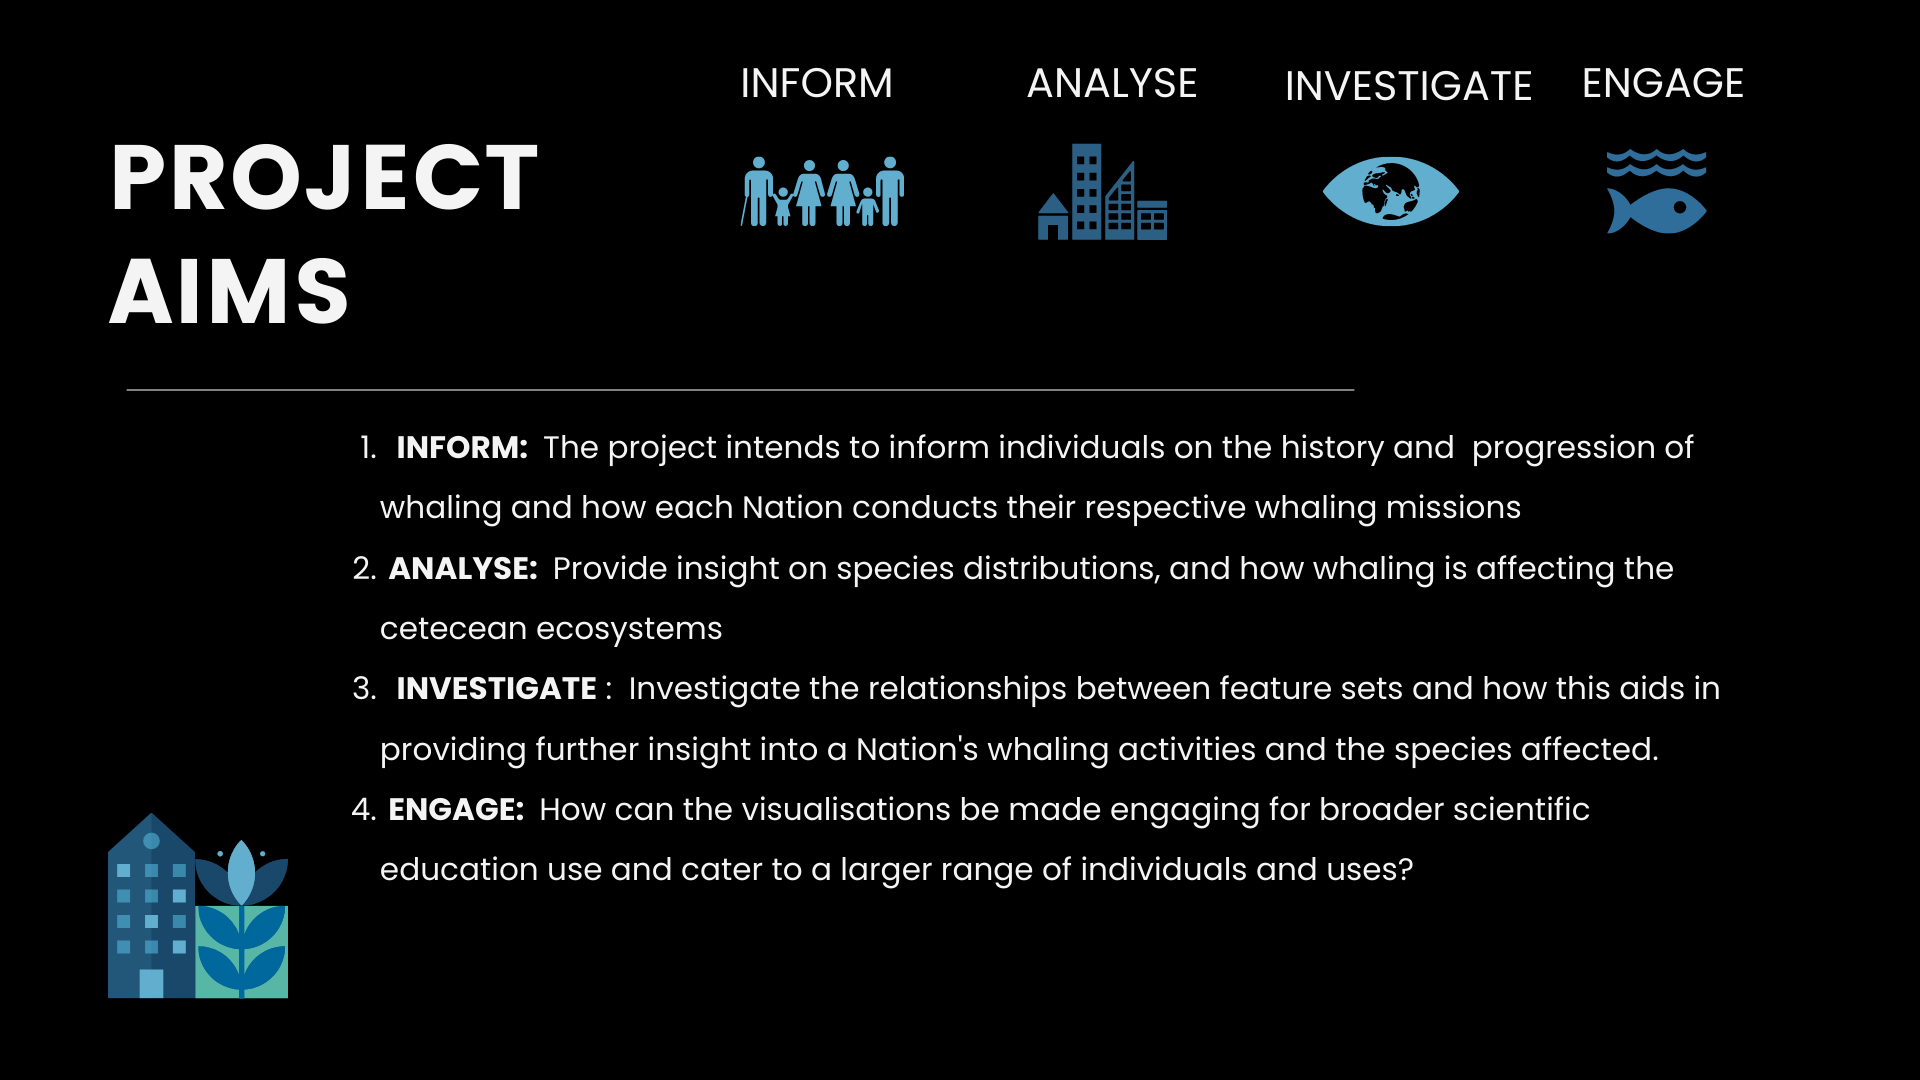 PROJECT
AIMS
INFORM
ANALYSE
INVESTIGATE
ENGAGE
1. INFORM: The project intends to inform individuals on the history and progression of
whaling and how each Nation conducts their respective whaling missions
2. ANALYSE: Provide insight on species distributions, and how whaling is affecting the
cetecean ecosystems
3. INVESTIGATE : Investigate the relationships between feature sets and how this aids in
providing further insight into a Nation's whaling activities and the species affected.
4. ENGAGE: How can the visualisations be made engaging for broader scientific
education use and cater to a larger range of individuals and uses?